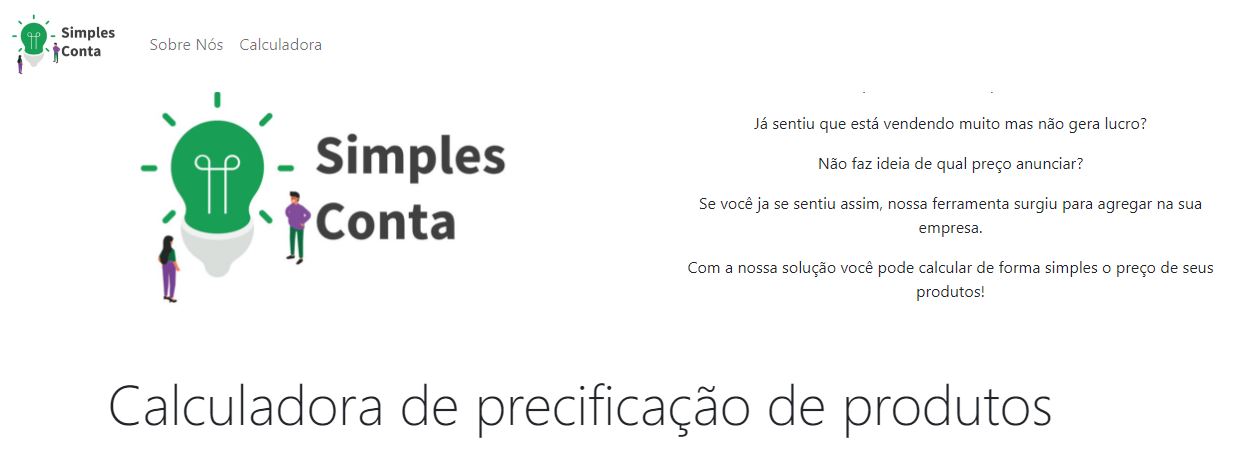 Simples
Conta
Sobre Nós
Calculadora
Simples
Conta
Já sentiu que está vendendo muito mas não gera lucro?
Não faz ideia de qual preço anunciar?
Se você ja se sentiu assim, nossa ferramenta surgiu para agregar na sua
empresa.
Com a nossa solução você pode calcular de forma simples o preço de seus
produtos!
Calculadora de precificação de produtos